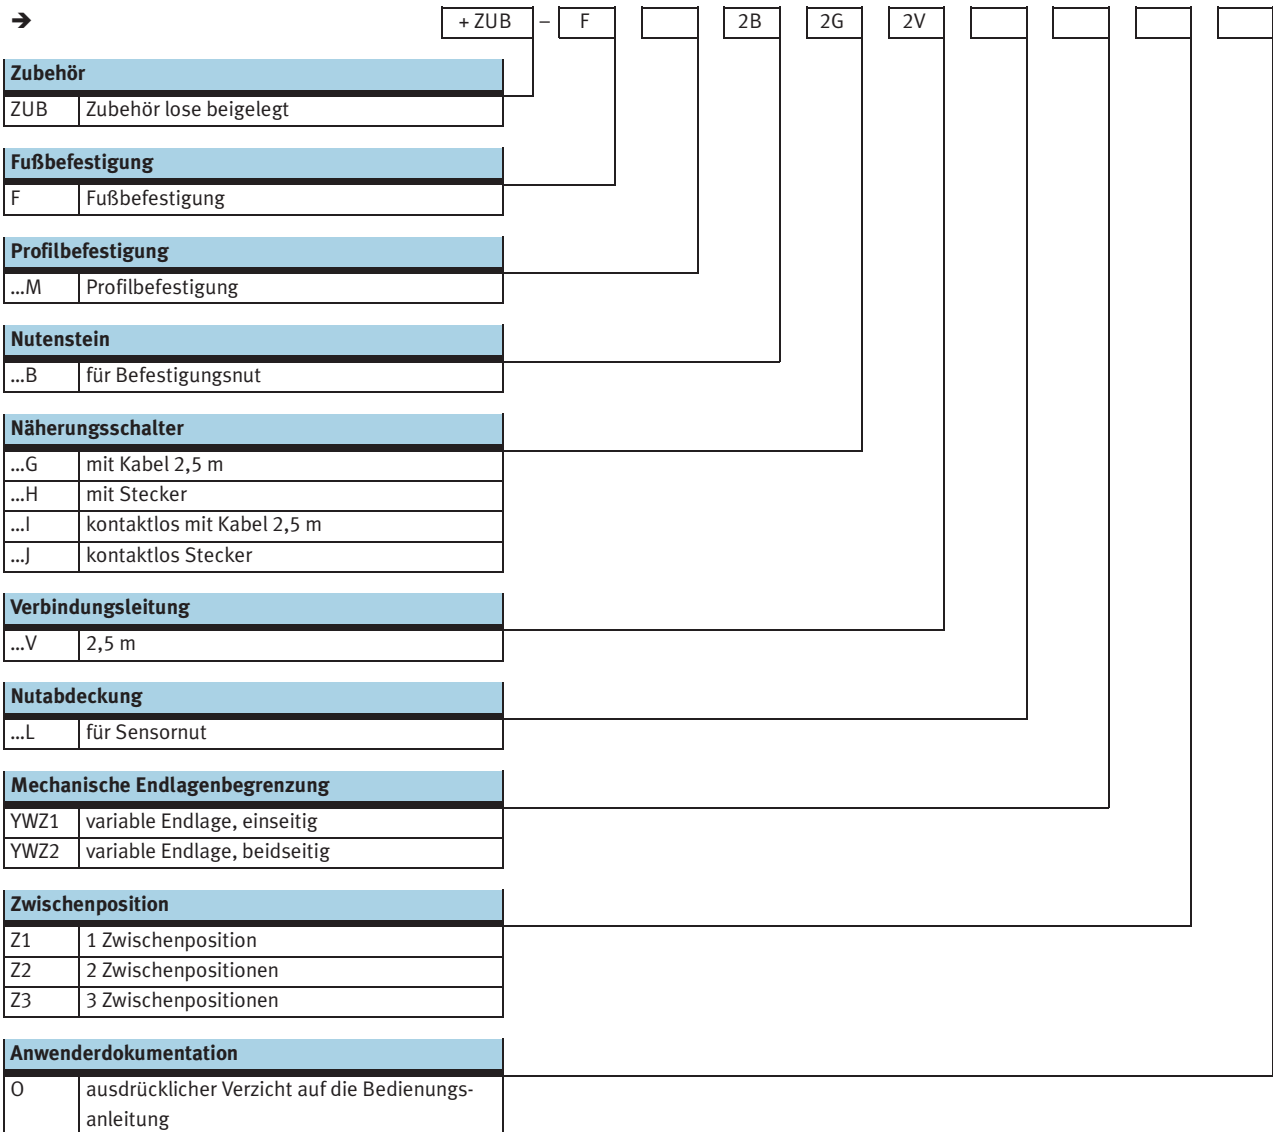 ➔ + ZUB – F 2B 2G 2V
Zubehör
ZUB Zubehör lose beigelegt
Fußbefestigung
F Fußbefestigung
Profilbefestigung
…M Profilbefestigung
Nutenstein
…B für Befestigungsnut
Näherungsschalter
…G mit Kabel 2,5 m
…H mit Stecker
…I kontaktlos mit Kabel 2,5 m
…J kontaktlos Stecker
Verbindungsleitung
…V 2,5 m
Nutabdeckung
…L für Sensornut
Mechanische Endlagenbegrenzung
YWZ1 variable Endlage, einseitig
YWZ2 variable Endlage, beidseitig
Zwischenposition
Z1 1 Zwischenposition
Z2 2 Zwischenpositionen
Z3 3 Zwischenpositionen
Anwenderdokumentation
O ausdrücklicher Verzicht auf die Bedienungs-
anleitung